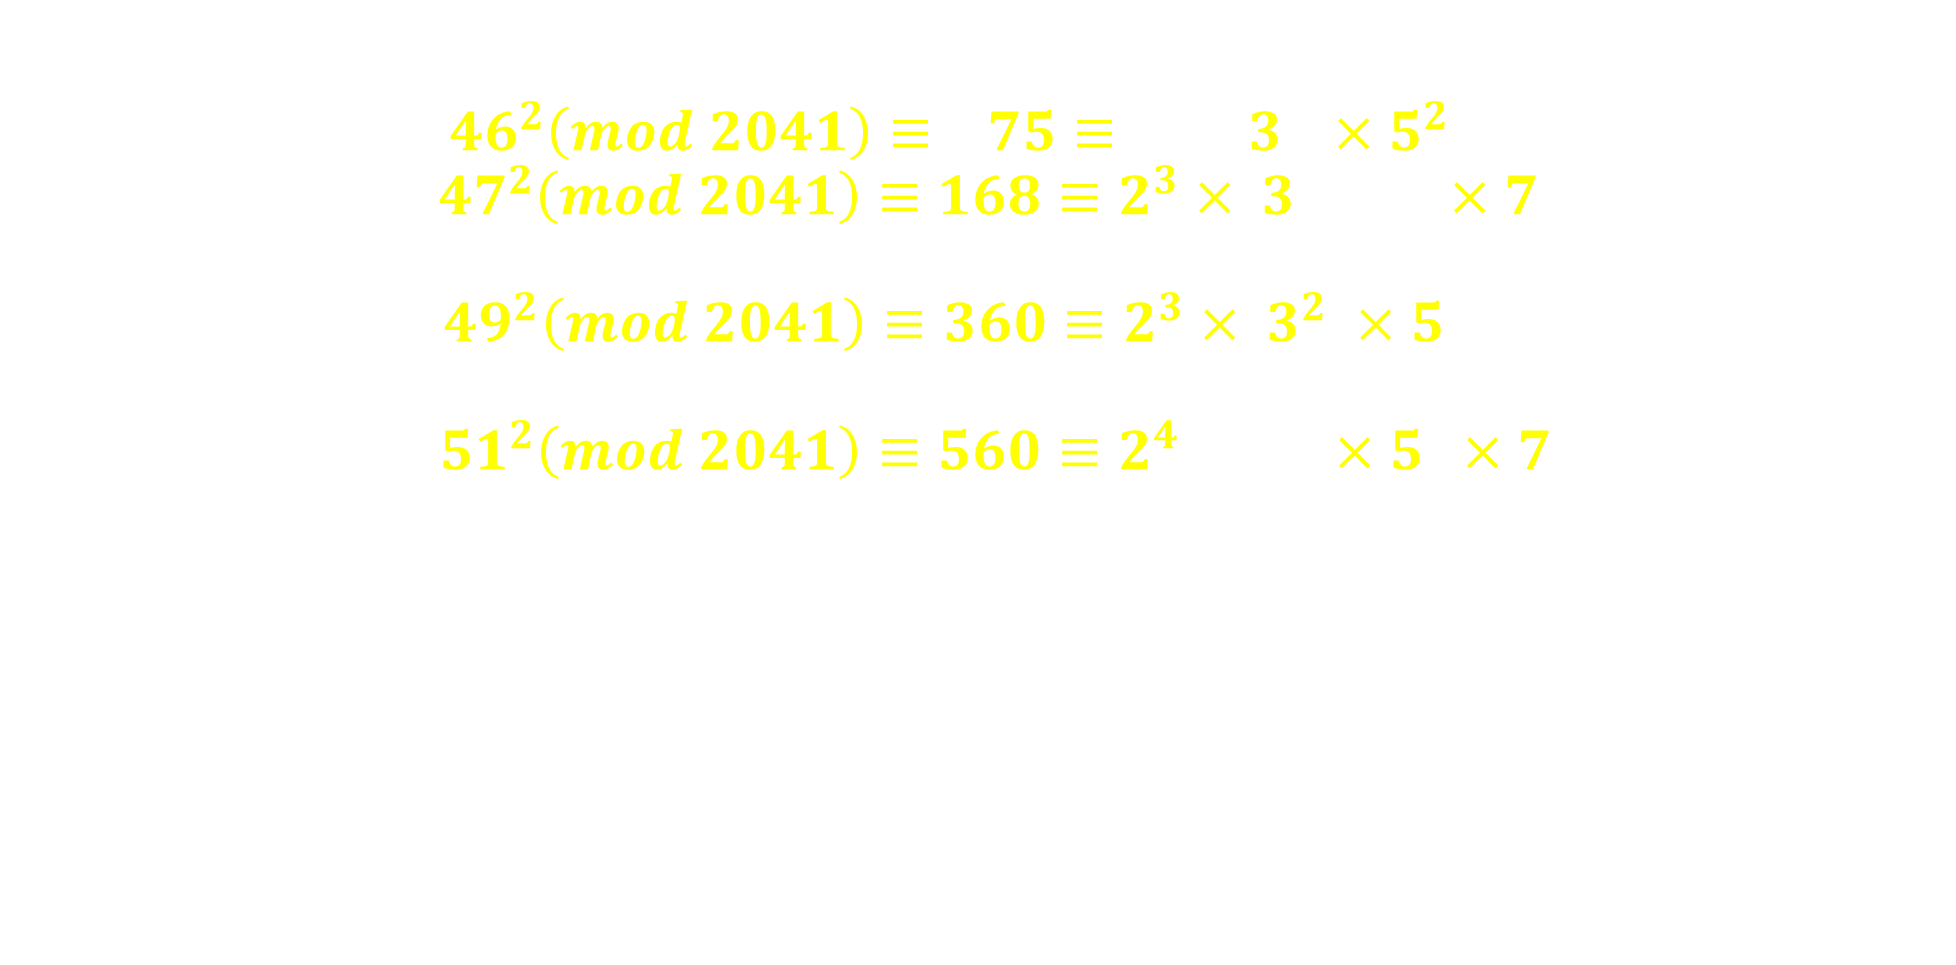 46²(mod 2041) ≡ 75 ≡ 3 × 5²
47²(mod 2041) ≡ 168 ≡ 2³ × 3 × 7
49²(mod 2041) ≡ 360 ≡ 2³ × 3² × 5
51²(mod 2041) ≡ 560 ≡ 2⁴ × 5 × 7